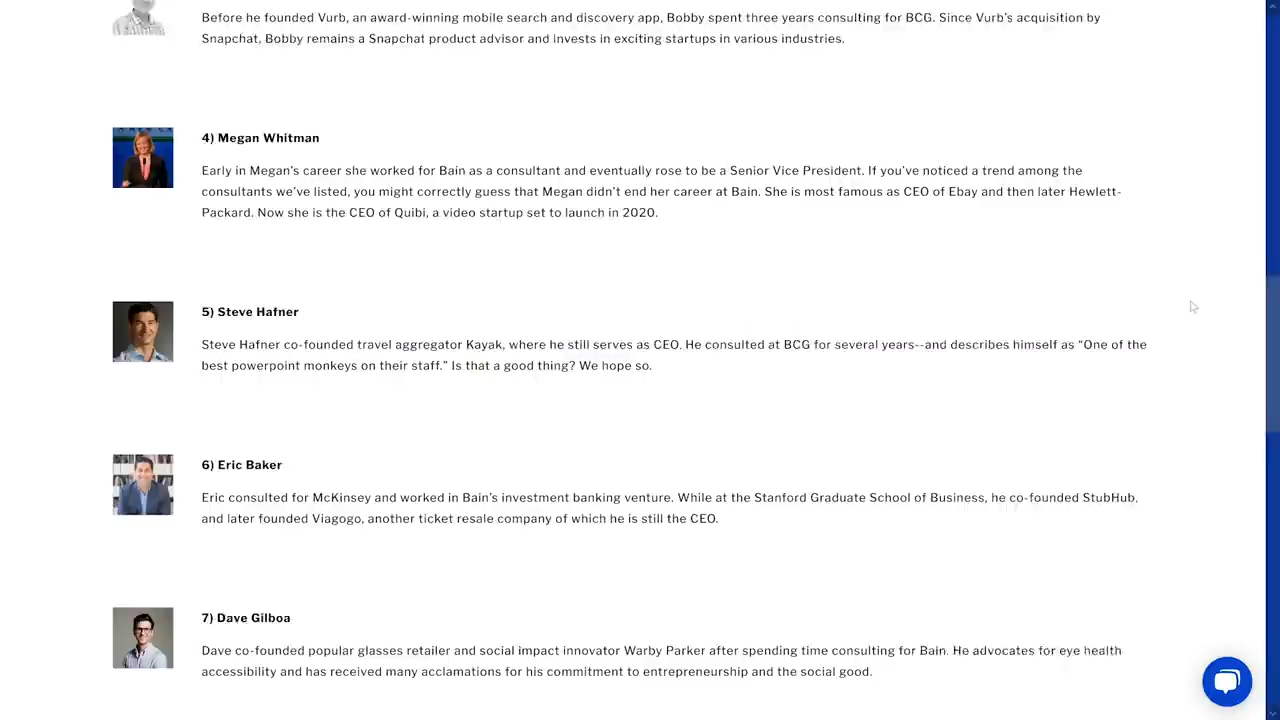 Before he founded Vurb, an award-winning mobile search and discovery app, Bobby spent three years consulting for BCG. Since Vurb's acquisition by
Snapchat, Bobby remains a Snapchat product advisor and invests in exciting startups in various industries.
4) Megan Whitman
Early in Megan's career she worked for Bain as a consultant and eventually rose to be a Senior Vice President. If you've noticed a trend among the
consultants we've listed, you might correctly guess that Megan didn't end her career at Bain. She is most famous as CEO of Ebay and then later Hewlett-
Packard. Now she is the CEO of Quibi, a video startup set to launch in 2020.
5) Steve Hafner
Steve Hafner co-founded travel aggregator Kayak, where he still serves as CEO. He consulted at BCG for several years--and describes himself as “One of the
best powerpoint monkeys on their staff.” Is that a good thing? We hope so.
6) Eric Baker
Eric consulted for McKinsey and worked in Bain's investment banking venture. While at the Stanford Graduate School of Business, he co-founded StubHub,
and later founded Viagogo, another ticket resale company of which he is still the CEO.
7) Dave Gilboa
Dave co-founded popular glasses retailer and social impact innovator Warby Parker after spending time consulting for Bain. He advocates for eye health
accessibility and has received many acclamations for his commitment to entrepreneurship and the social good.